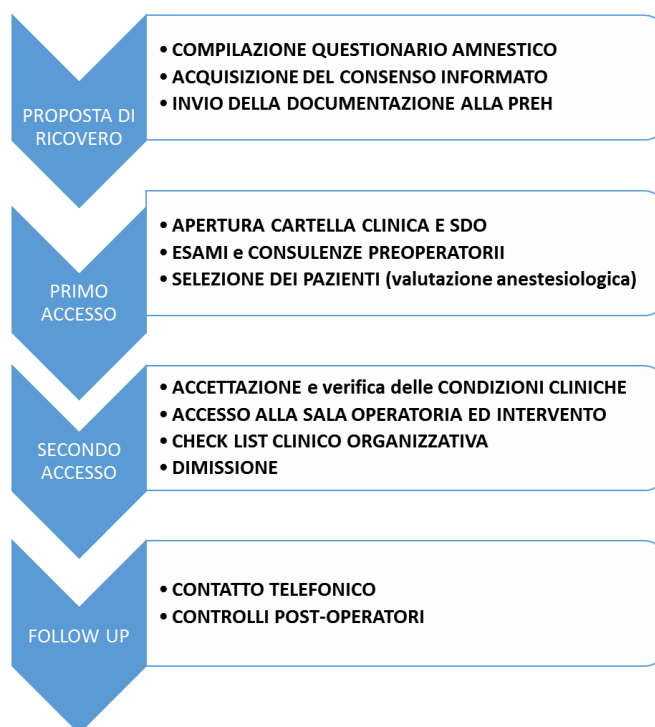 PROPOSTA DI
RICOVERO
• COMPILAZIONE QUESTIONARIO AMNESTICO
• ACQUISIZIONE DEL CONSENSO INFORMATO
• INVIO DELLA DOCUMENTAZIONE ALLA PREH
PRIMO
ACCESSO
• APERTURA CARTELLA CLINICA E SDO
• ESAMI e CONSULENZE PREOPERATORII
• SELEZIONE DEI PAZIENTI (valutazione anestesiologica)
SECONDO
ACCESSO
• ACCETTAZIONE e verifica delle CONDIZIONI CLINICHE
• ACCESSO ALLA SALA OPERATORIA ED INTERVENTO
• CHECK LIST CLINICO ORGANIZZATIVA
• DIMISSIONE
FOLLOW UP
• CONTATTO TELEFONICO
• CONTROLLI POST-OPERATORI